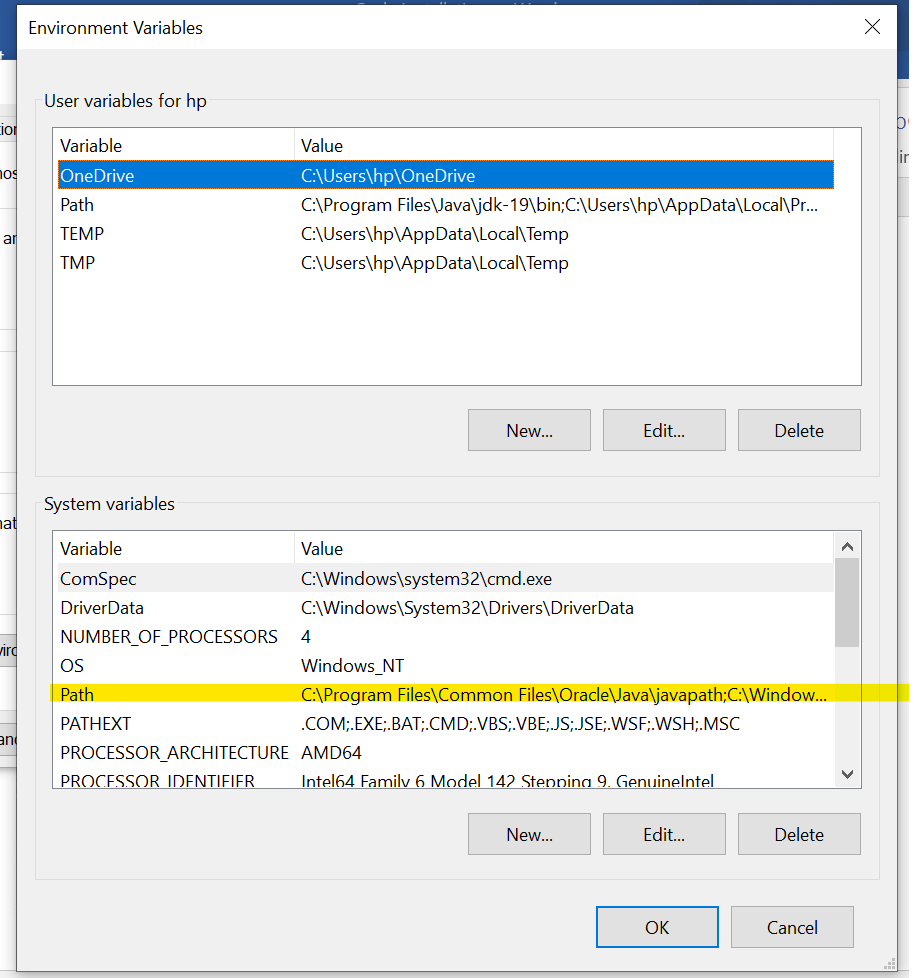 Environment Variables
User variables for hp
Variable Value
OneDrive C:\Users\hp\OneDrive
Path C:\Program Files\Java\jdk-19\bin;C:\Users\hp\AppData\Local\Pr...
TEMP C:\Users\hp\AppData\Local\Temp
TMP C:\Users\hp\AppData\Local\Temp
New... Edit... Delete
System variables
Variable Value
ComSpec C:\Windows\system32\cmd.exe
DriverData C:\Windows\System32\Drivers\DriverData
NUMBER_OF_PROCESSORS 4
OS Windows_NT
Path C:\Program Files\Common Files\Oracle\Java\javapath;C:\Window...
PATHEXT .COM;.EXE;.BAT;.CMD;.VBS;.VBE;.JS;.JSE;.WSF;.WSH;.MSC
PROCESSOR_ARCHITECTURE AMD64
PROCESSOR_IDENTIFIER Intel64 Family 6 Model 142 Stepping 9, GenuineIntel
New... Edit... Delete
OK Cancel